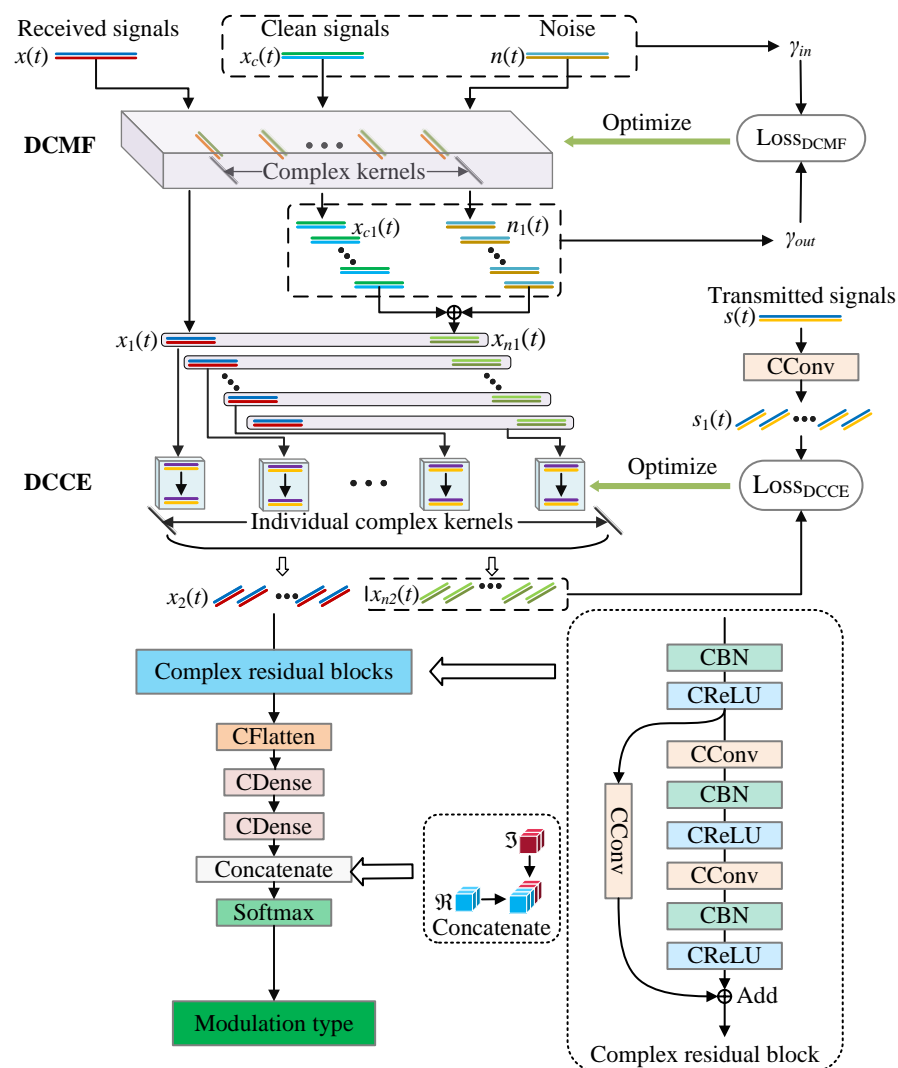 Received signals
x(t)
Clean signals
x_c(t)
Noise
n(t)
γ_in
DCMF
Complex kernels
Optimize
Loss_DCMF
x_c1(t)
n_1(t)
γ_out
Transmitted signals
s(t)
x_1(t)
x_n1(t)
CConv
s_1(t)
DCCE
Optimize
Loss_DCCE
Individual complex kernels
x_2(t)
x_n2(t)
Complex residual blocks
CFlatten
CDense
CDense
Concatenate
Softmax
Modulation type
ℑ
ℜ
Concatenate
CBN
CReLU
CConv
CConv
CBN
CReLU
CConv
CBN
CReLU
Add
Complex residual block